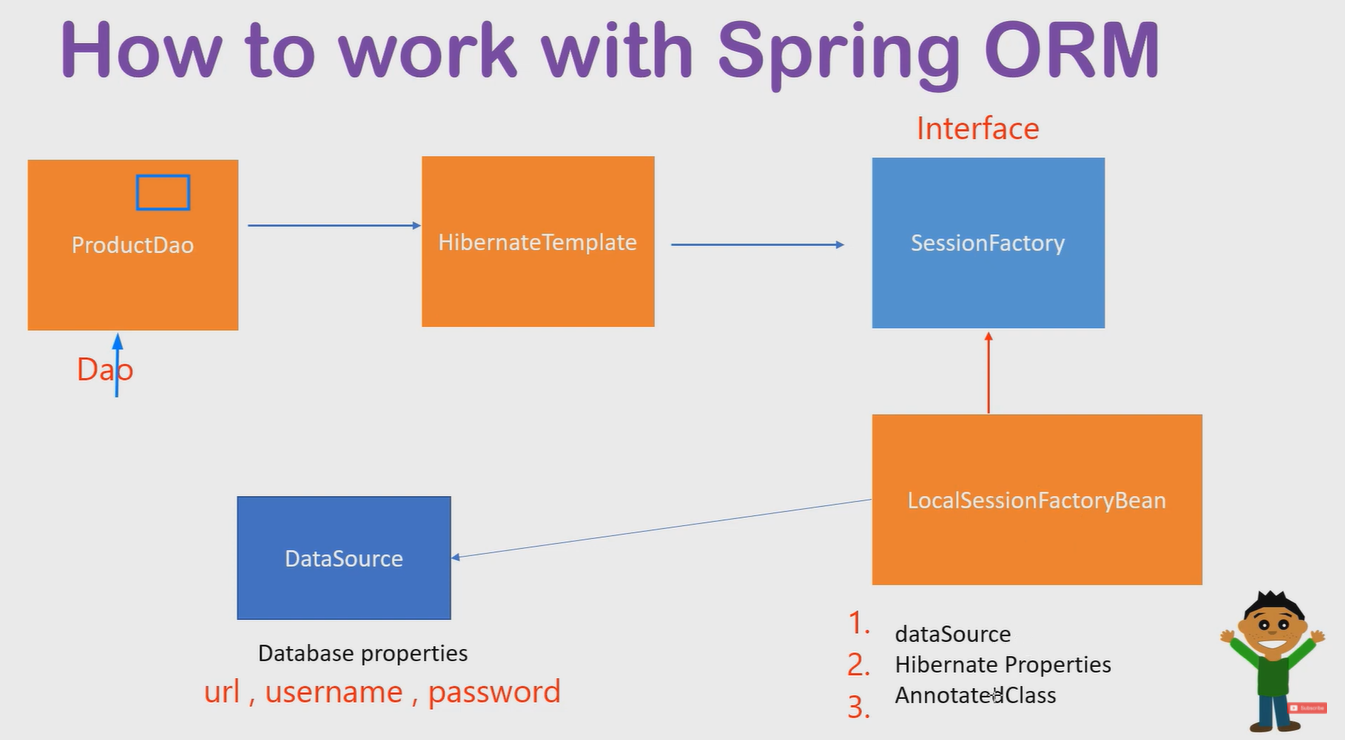 How to work with Spring ORM
Interface
ProductDao
HibernateTemplate
SessionFactory
Dao
LocalSessionFactoryBean
DataSource
Database properties
url , username , password
1. dataSource
2. Hibernate Properties
3. AnnotatedClass
Subscribe